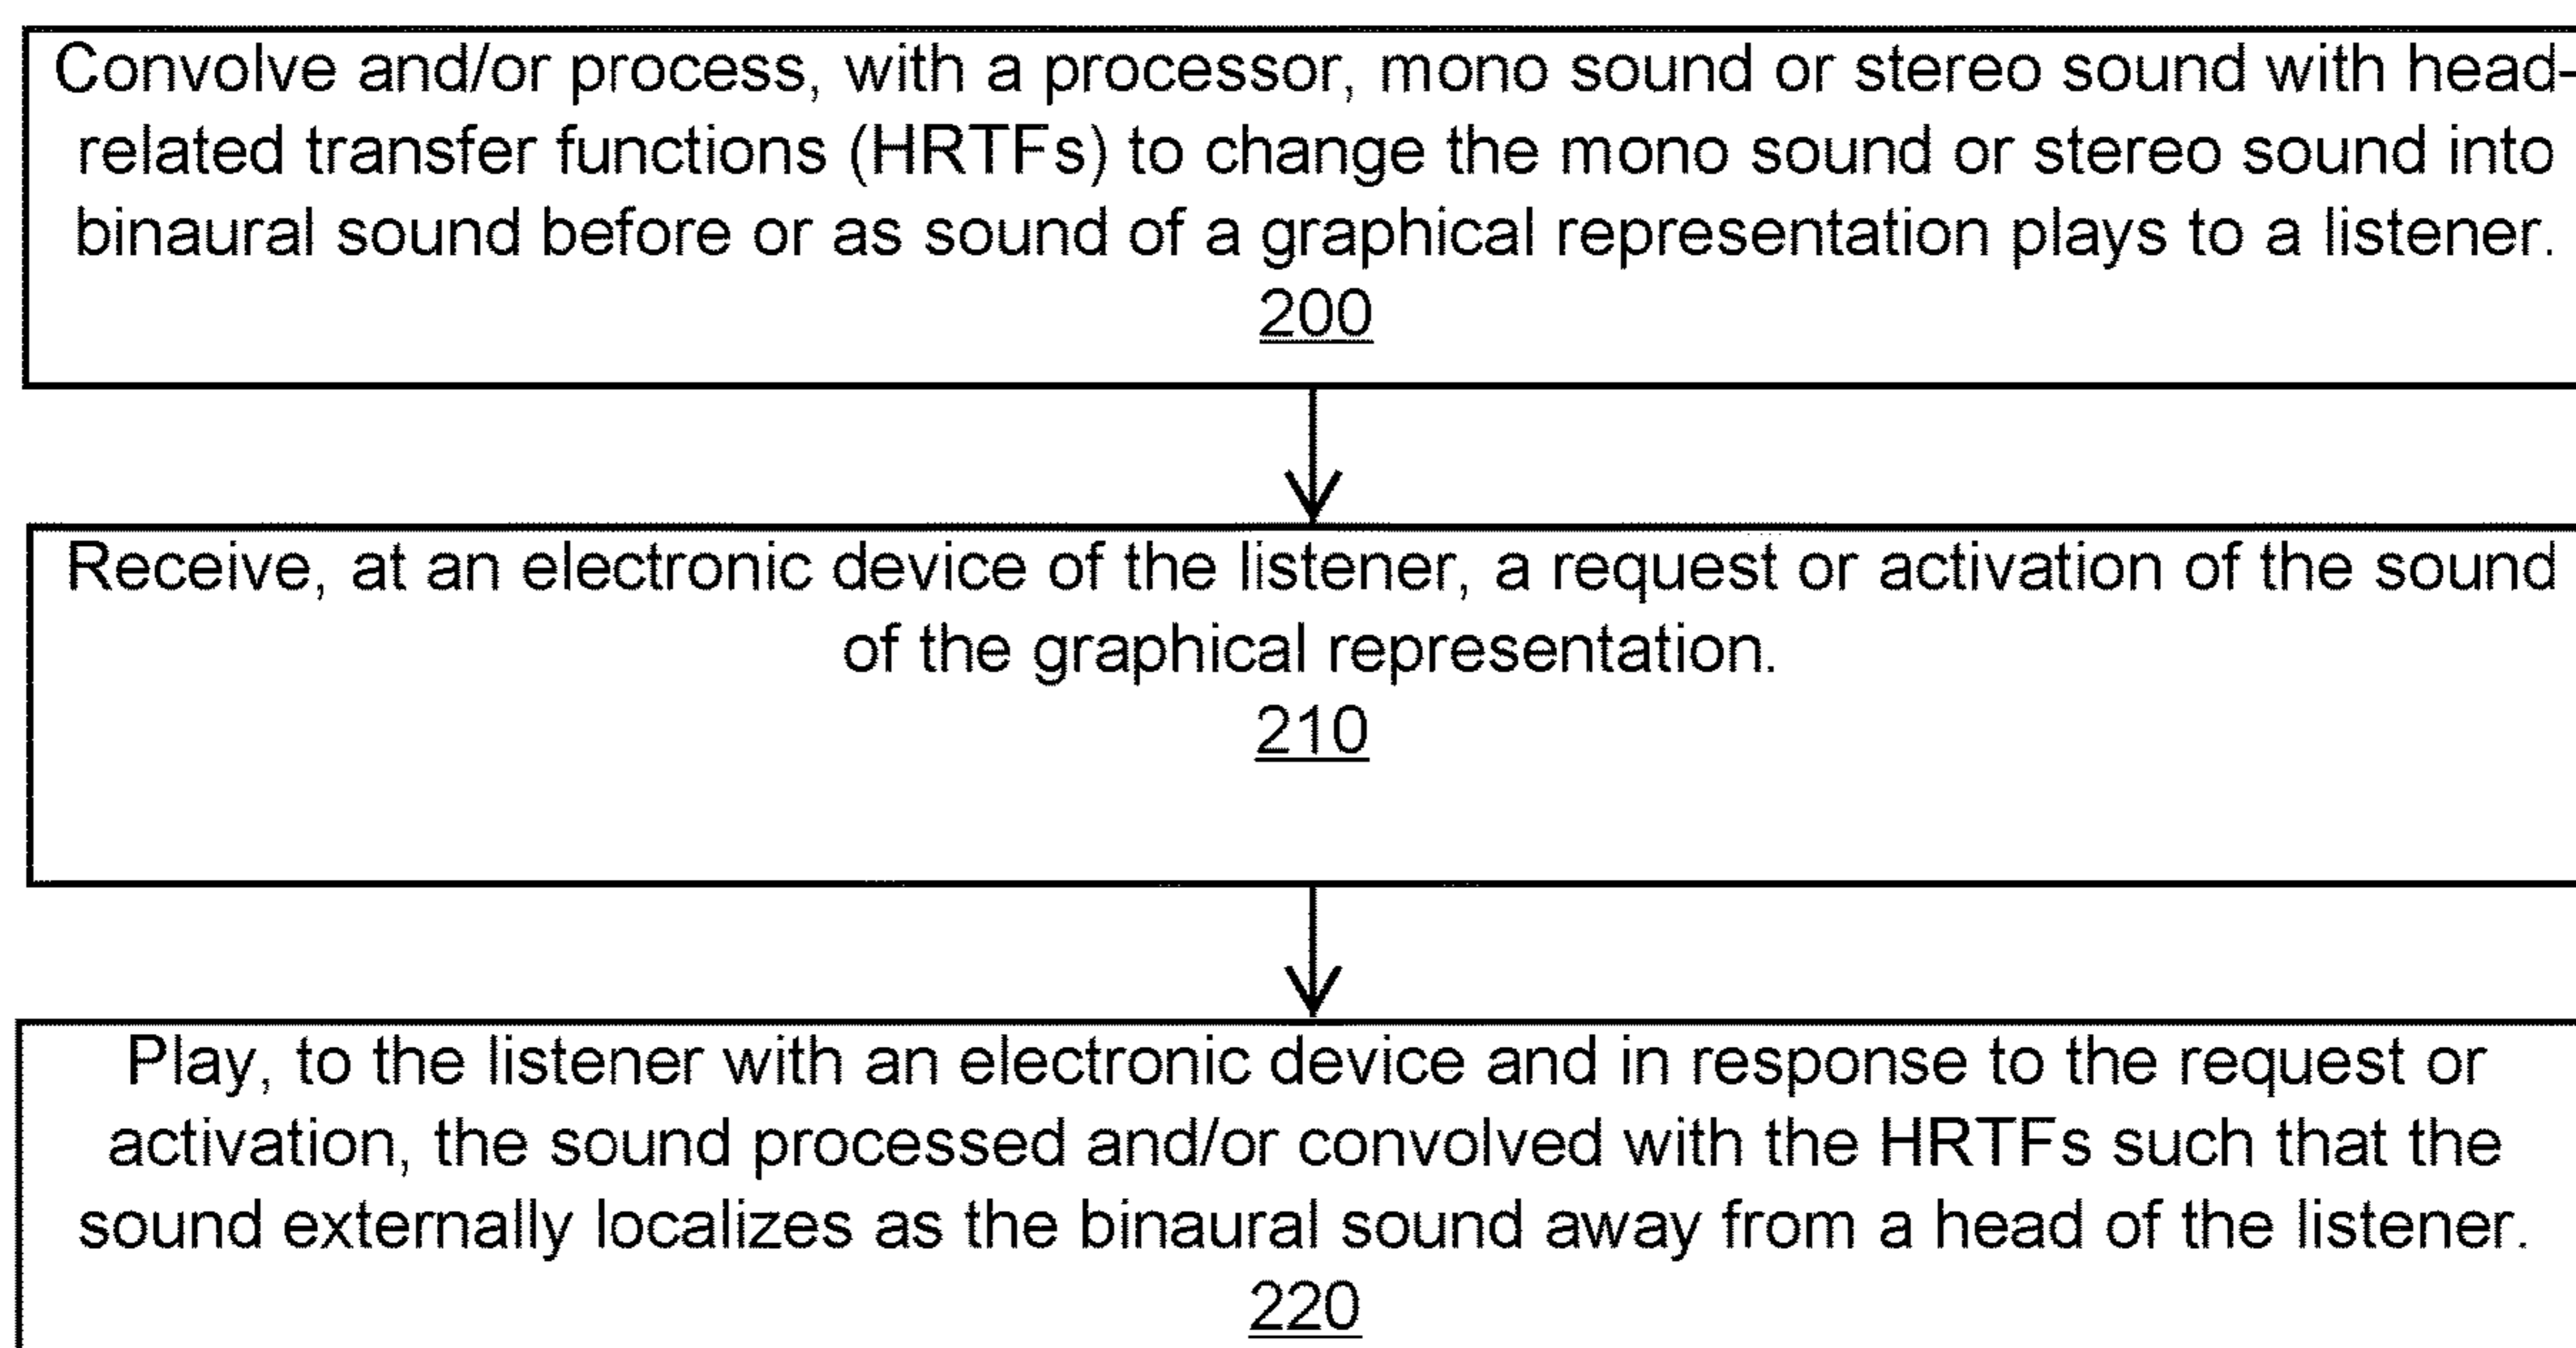 Convolve and/or process, with a processor, mono sound or stereo sound with head-
related transfer functions (HRTFs) to change the mono sound or stereo sound into
binaural sound before or as sound of a graphical representation plays to a listener.
200
Receive, at an electronic device of the listener, a request or activation of the sound
of the graphical representation.
210
Play, to the listener with an electronic device and in response to the request or
activation, the sound processed and/or convolved with the HRTFs such that the
sound externally localizes as the binaural sound away from a head of the listener.
220